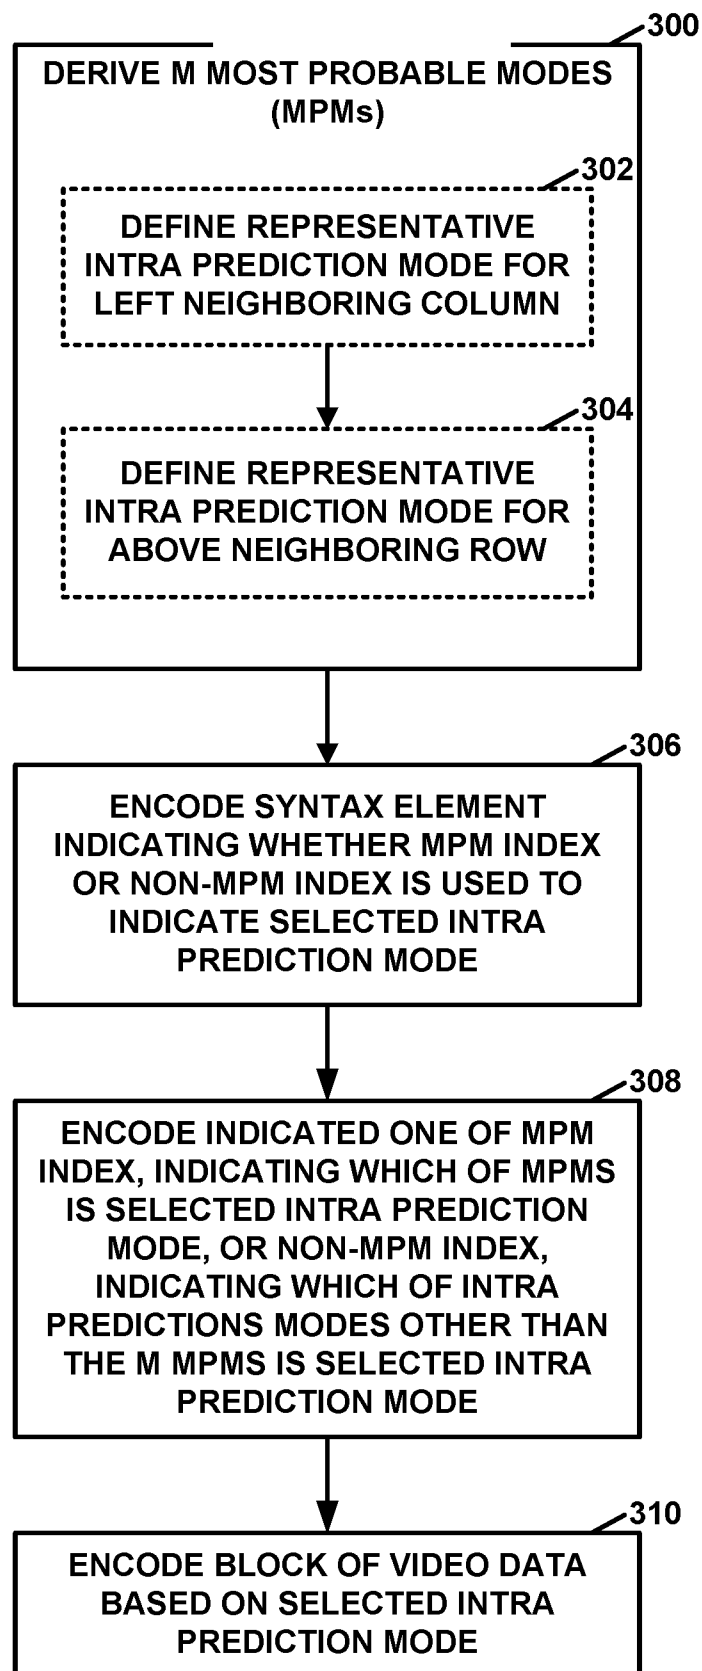 300
DERIVE M MOST PROBABLE MODES
(MPMs)
302
DEFINE REPRESENTATIVE
INTRA PREDICTION MODE FOR
LEFT NEIGHBORING COLUMN
304
DEFINE REPRESENTATIVE
INTRA PREDICTION MODE FOR
ABOVE NEIGHBORING ROW
306
ENCODE SYNTAX ELEMENT
INDICATING WHETHER MPM INDEX
OR NON-MPM INDEX IS USED TO
INDICATE SELECTED INTRA
PREDICTION MODE
308
ENCODE INDICATED ONE OF MPM
INDEX, INDICATING WHICH OF MPMS
IS SELECTED INTRA PREDICTION
MODE, OR NON-MPM INDEX,
INDICATING WHICH OF INTRA
PREDICTIONS MODES OTHER THAN
THE M MPMS IS SELECTED INTRA
PREDICTION MODE
310
ENCODE BLOCK OF VIDEO DATA
BASED ON SELECTED INTRA
PREDICTION MODE